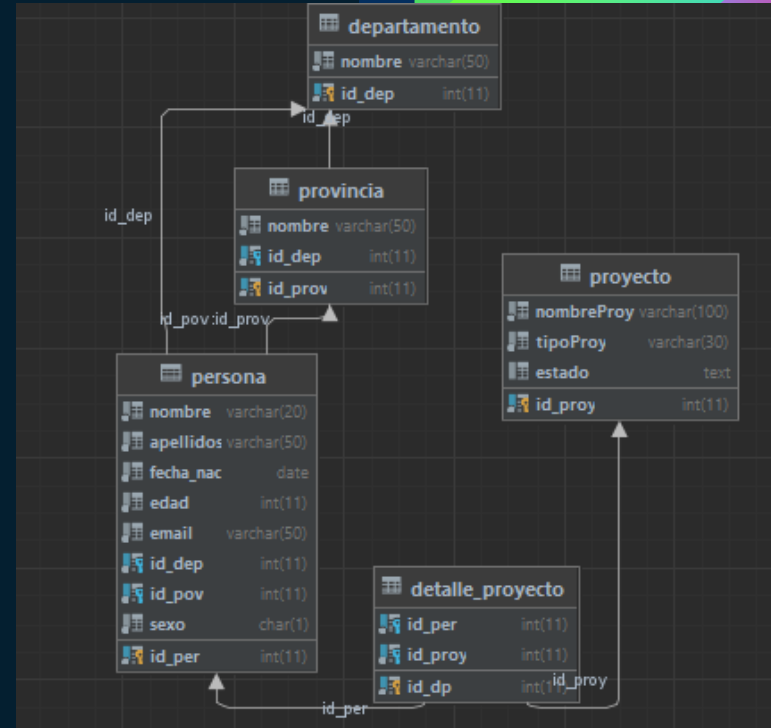 departamento
nombre varchar(50)
id_dep int(11)
id_dep
id_dep
provincia
nombre varchar(50)
id_dep int(11)
id_prov int(11)
id_pov:id_prov
proyecto
nombreProy varchar(100)
tipoProy varchar(30)
estado text
id_proy int(11)
persona
nombre varchar(20)
apellidos varchar(50)
fecha_nac date
edad int(11)
email varchar(50)
id_dep int(11)
id_pov int(11)
sexo char(1)
id_per int(11)
detalle_proyecto
id_per int(11)
id_proy int(11)
id_dp int(11)
id_proy
id_per